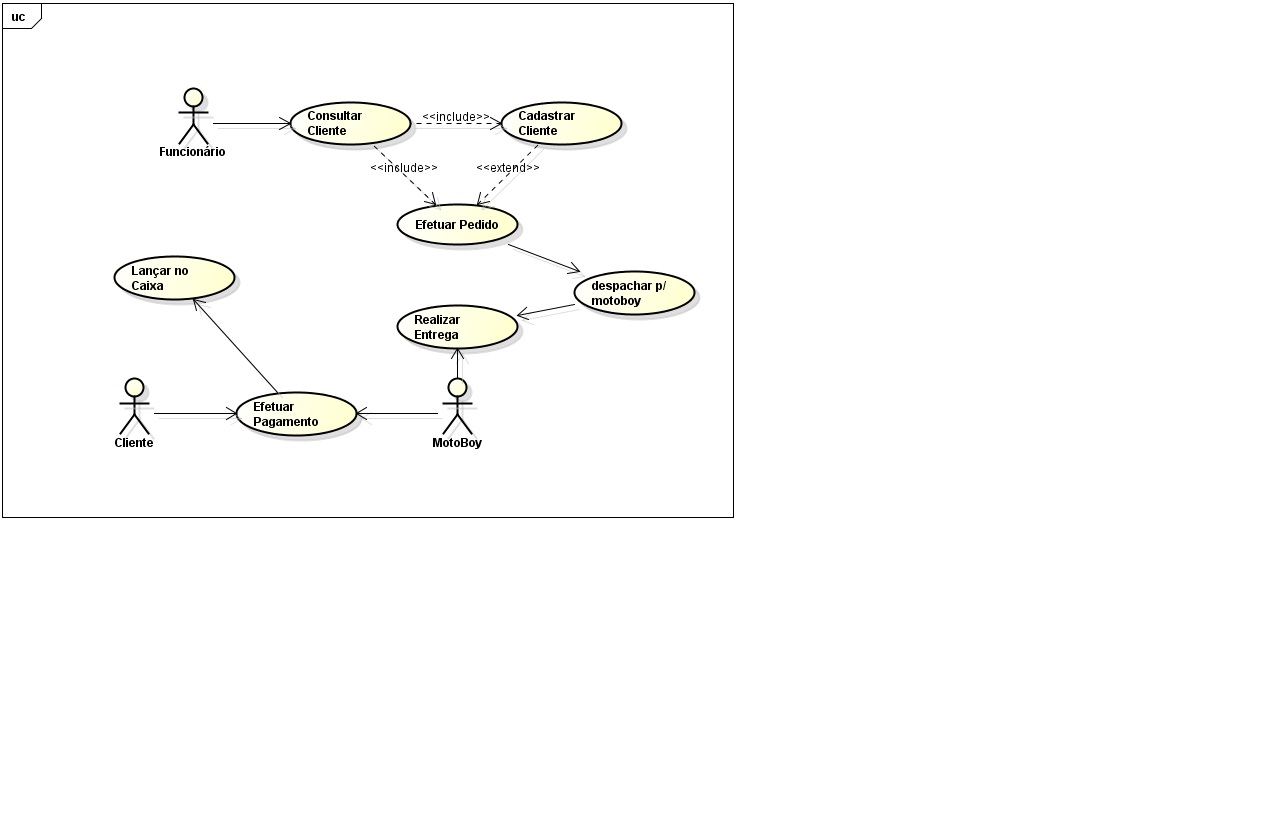 uc
Funcionário
Consultar
Cliente
<<include>>
Cadastrar
Cliente
<<include>>
<<extend>>
Efetuar Pedido
Lançar no
Caixa
despachar p/
motoboy
Realizar
Entrega
Cliente
Efetuar
Pagamento
MotoBoy